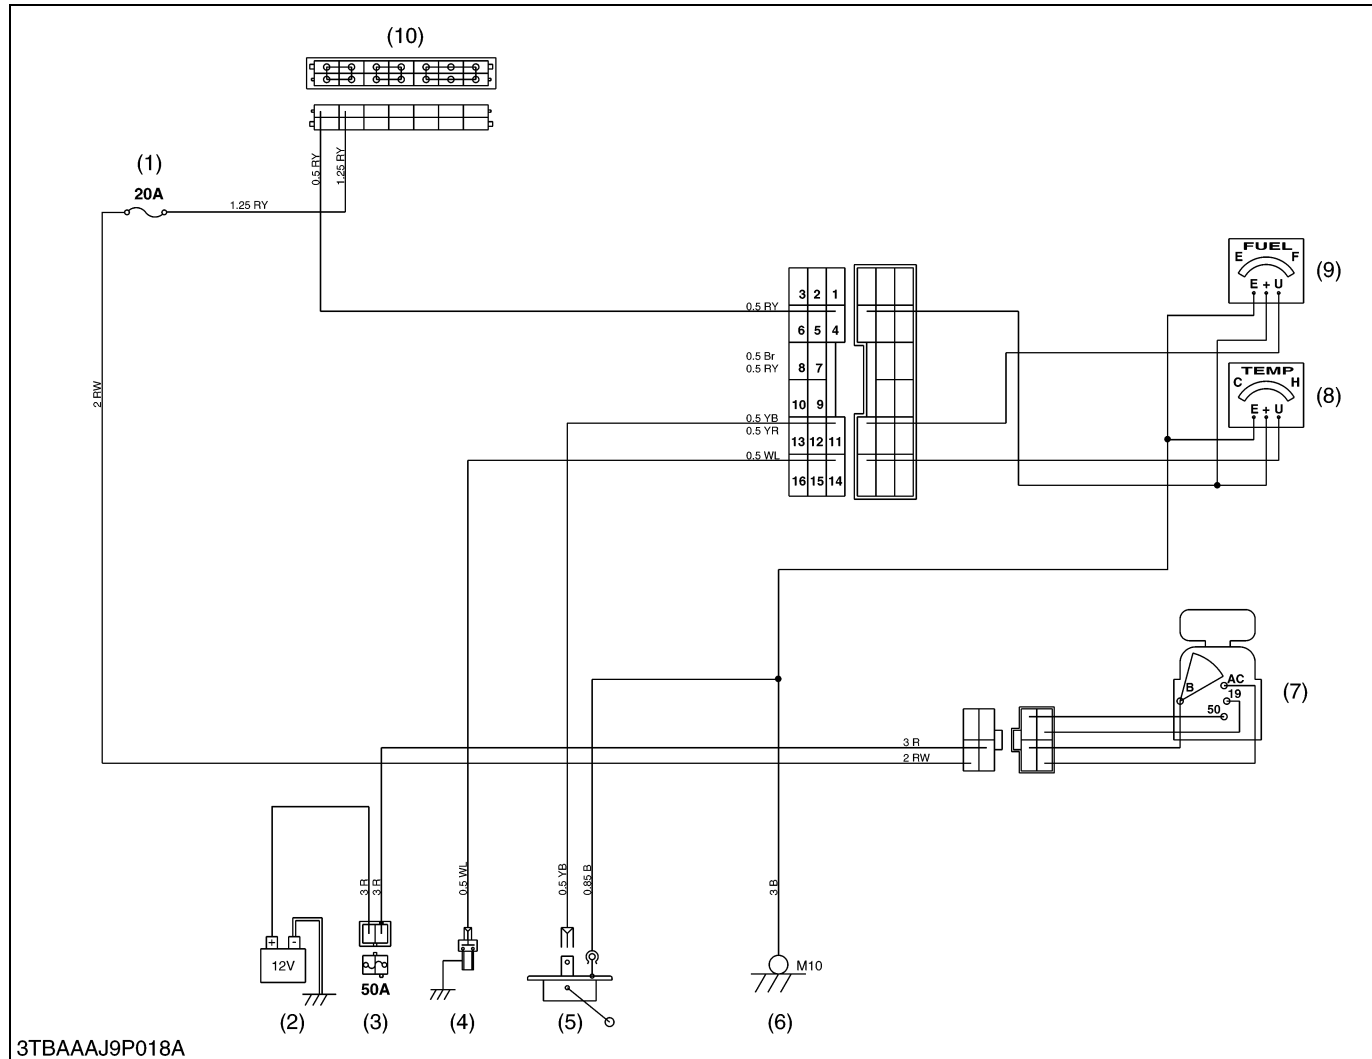 (10)
(1)
20A
0.5 RY
1.25 RY
1.25 RY
2 RW
FUEL
E F
E + U
(9)
3 2 1
0.5 RY
6 5 4
0.5 Br
0.5 RY
8 7
TEMP
C H
E + U
(8)
10 9
0.5 YB
0.5 YR
13 12 11
0.5 WL
16 15 14
B
AC
19
50
(7)
3 R
2 RW
3 R
3 R
0.5 WL
0.5 YB
0.85 B
3 B
+ -
12V
50A
M10
(2)
(3)
(4)
(5)
(6)
3TBAAAJ9P018A